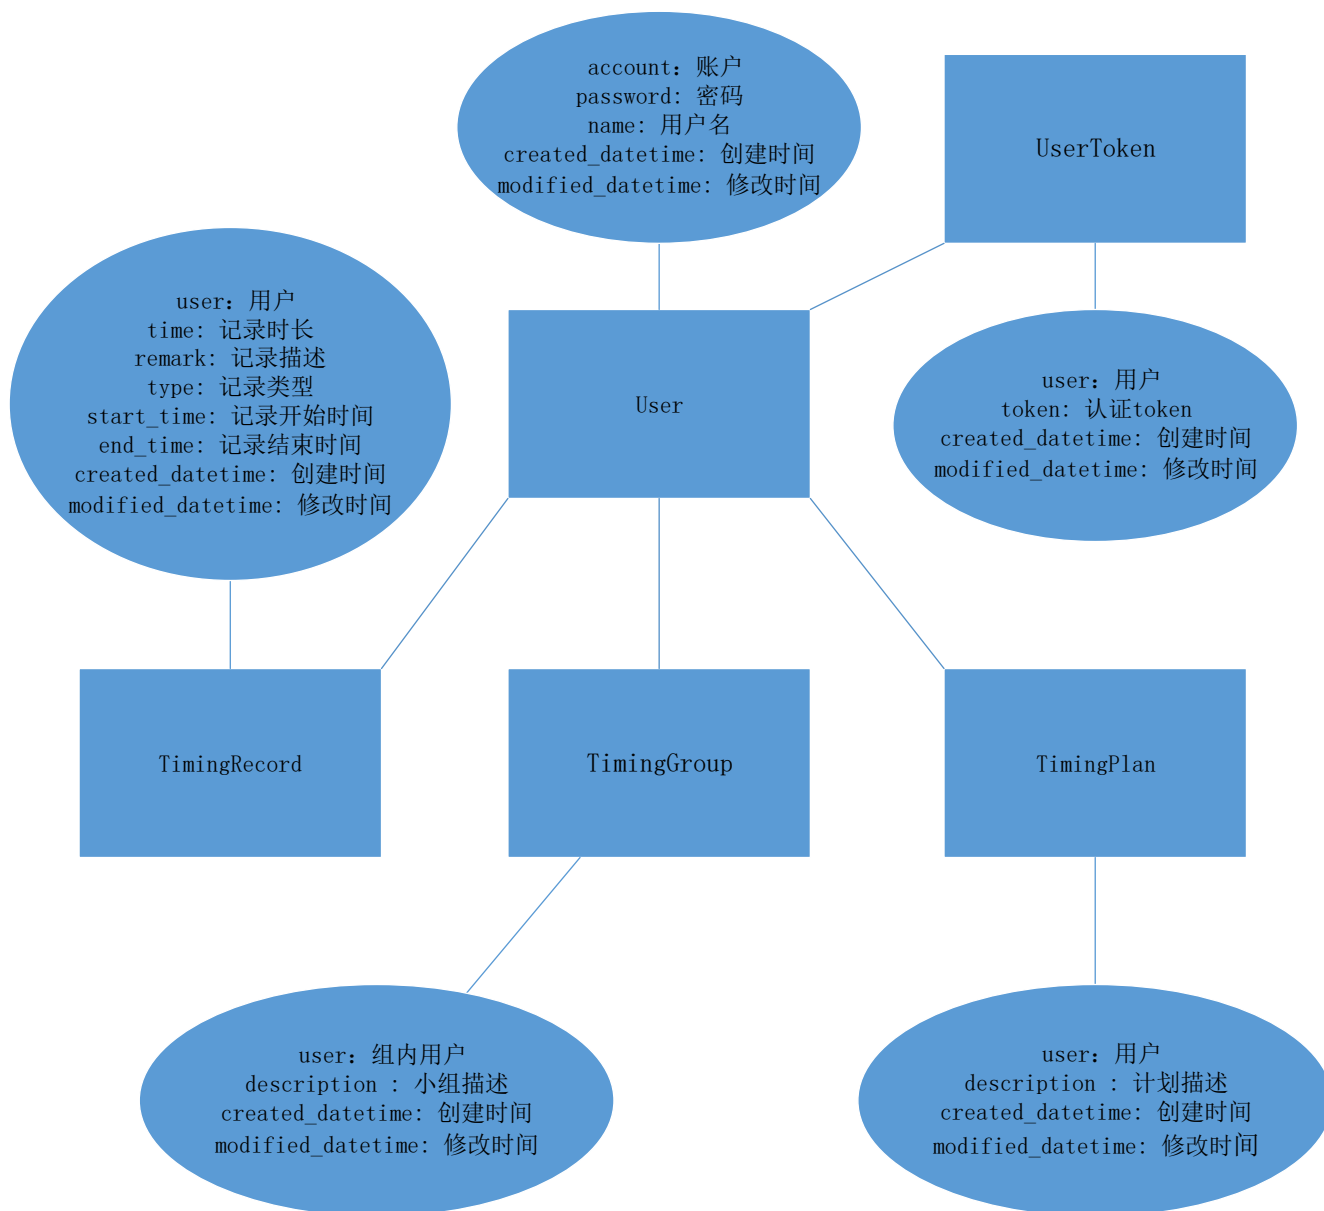 account：账户
password: 密码
name: 用户名
created_datetime: 创建时间
modified_datetime: 修改时间
UserToken
user：用户
time: 记录时长
remark: 记录描述
type: 记录类型
start_time: 记录开始时间
end_time: 记录结束时间
created_datetime: 创建时间
modified_datetime: 修改时间
User
user：用户
token: 认证token
created_datetime: 创建时间
modified_datetime: 修改时间
TimingRecord
TimingGroup
TimingPlan
user：组内用户
description : 小组描述
created_datetime: 创建时间
modified_datetime: 修改时间
user：用户
description : 计划描述
created_datetime: 创建时间
modified_datetime: 修改时间